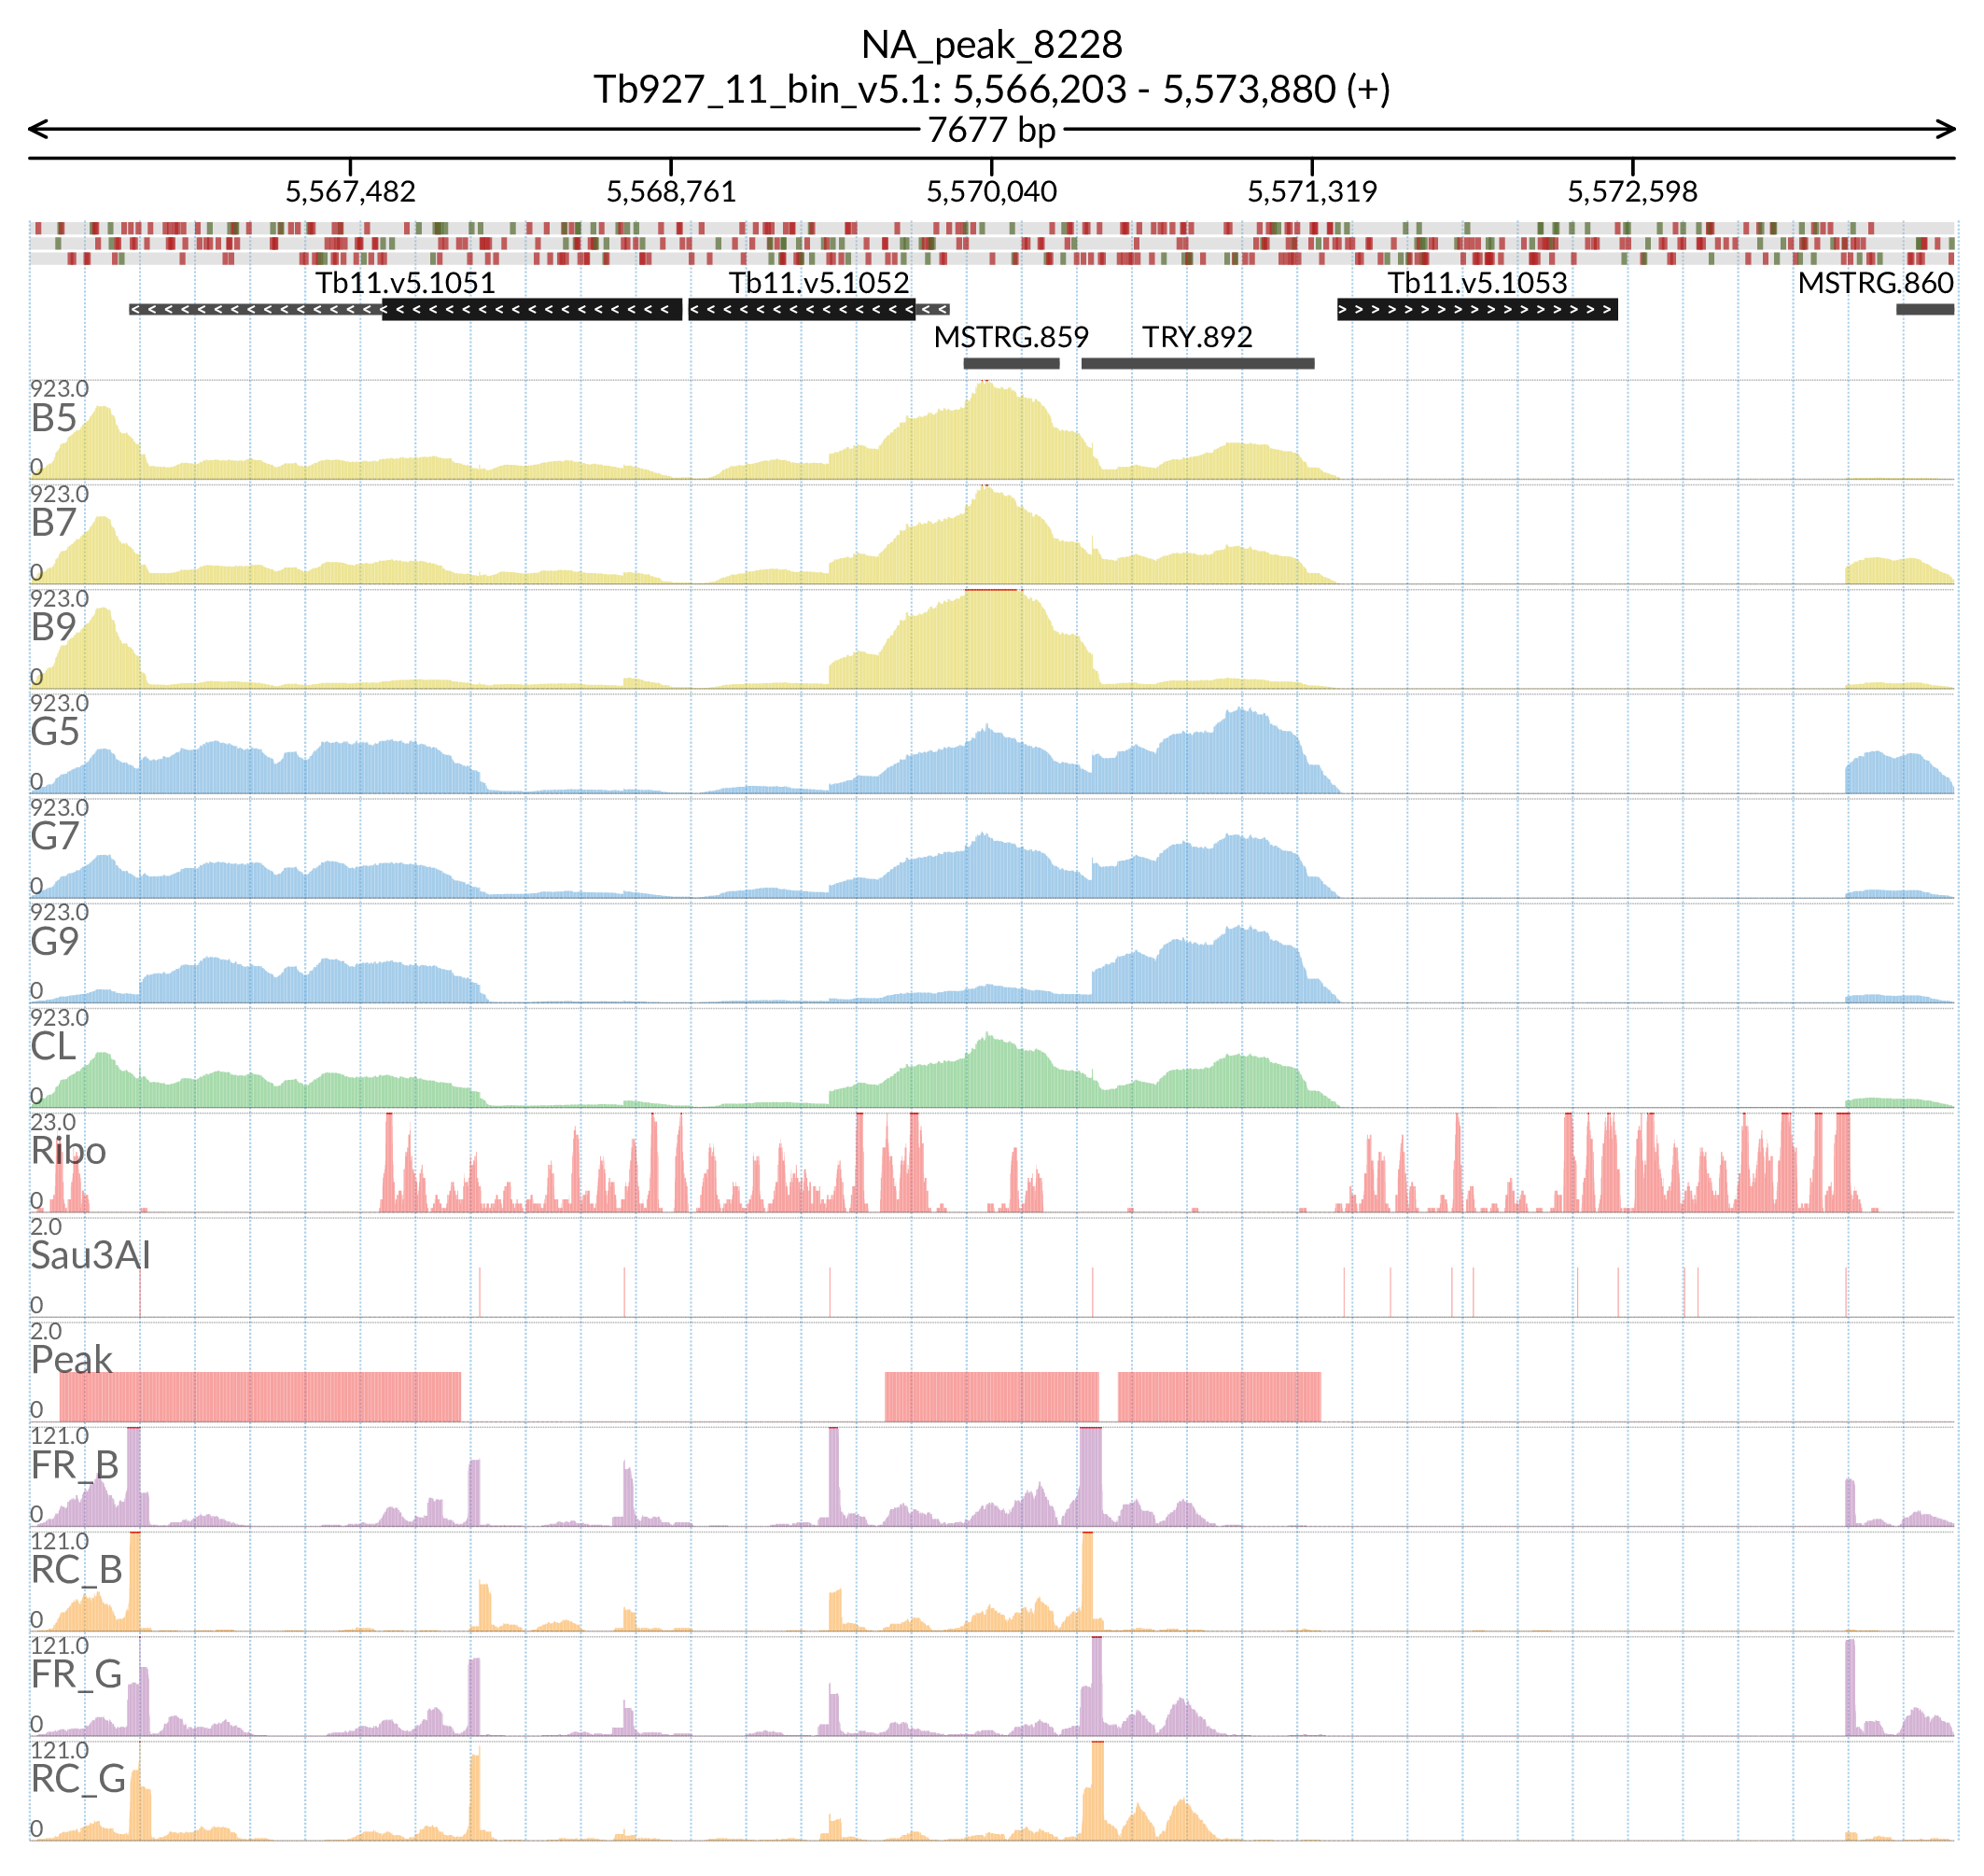 NA_peak_8228
Tb927_11_bin_v5.1: 5,566,203 - 5,573,880 (+)
7677 bp
5,567,482 5,568,761 5,570,040 5,571,319 5,572,598
Tb11.v5.1051 Tb11.v5.1052 Tb11.v5.1053 MSTRG.860
MSTRG.859 TRY.892
923.0
B5
0
923.0
B7
0
923.0
B9
0
923.0
G5
0
923.0
G7
0
923.0
G9
0
923.0
CL
0
23.0
Ribo
0
2.0
Sau3AI
0
2.0
Peak
0
121.0
FR_B
0
121.0
RC_B
0
121.0
FR_G
0
121.0
RC_G
0